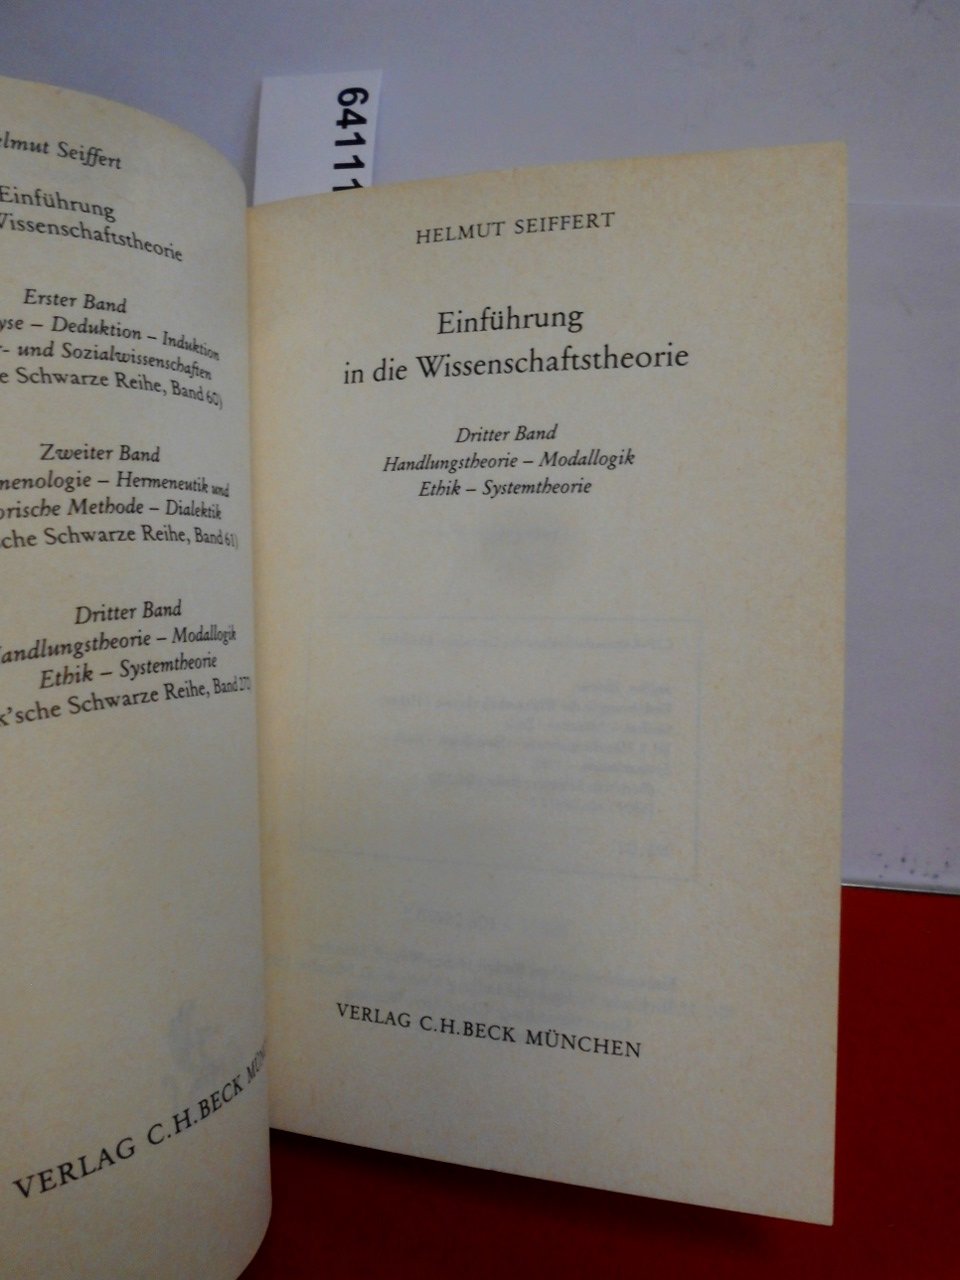 64111
Seiffert
Einführung
Wissenschaftstheorie
Erster Band
– Deduktion – Induktion
und Sozialwissenschaften
Schwarze Reihe, Band 60)
Zweiter Band
– Hermeneutik und
Methode – Dialektik
Schwarze Reihe, Band 61)
Dritter Band
Handlungstheorie – Modallogik
Ethik – Systemtheorie
k'sche Schwarze Reihe, Band 270
VERLAG C.H.BECK
HELMUT SEIFFERT
Einführung
in die Wissenschaftstheorie
Dritter Band
Handlungstheorie – Modallogik
Ethik – Systemtheorie
VERLAG C.H.BECK MÜNCHEN